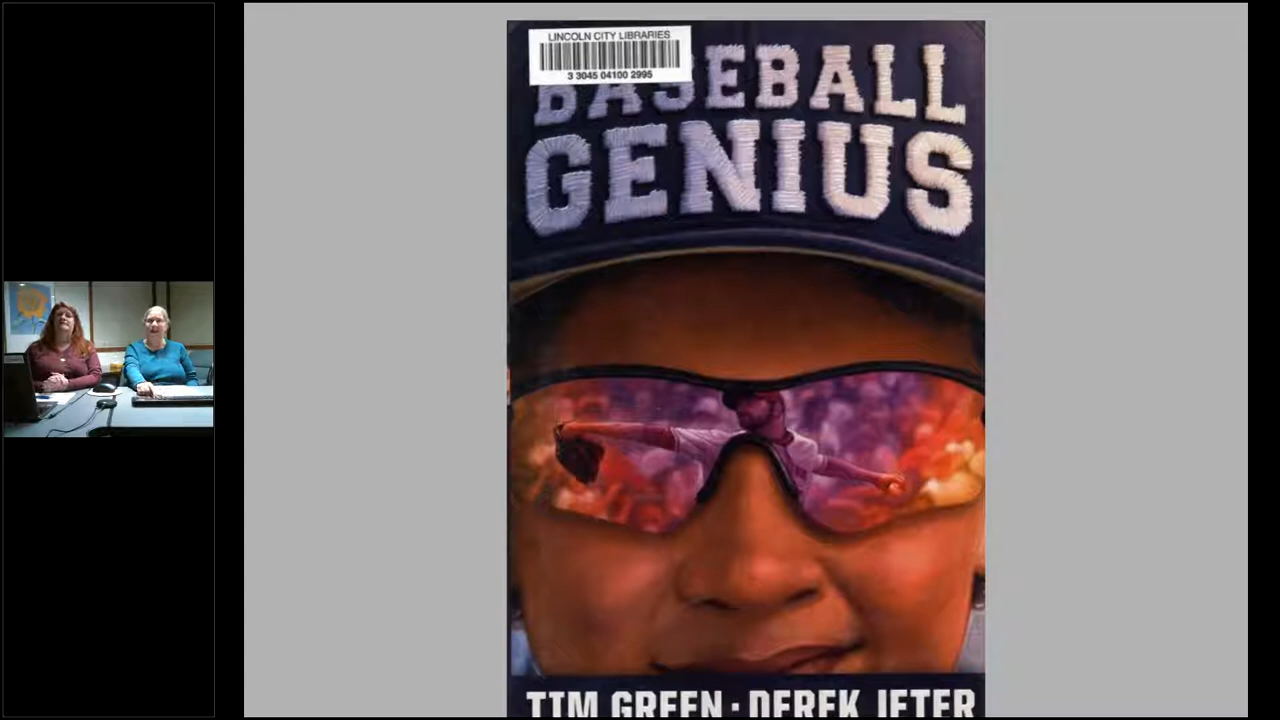 LINCOLN CITY LIBRARIES
3 3045 04100 2995
BASEBALL
GENIUS
TIM GREEN · DEREK JETER